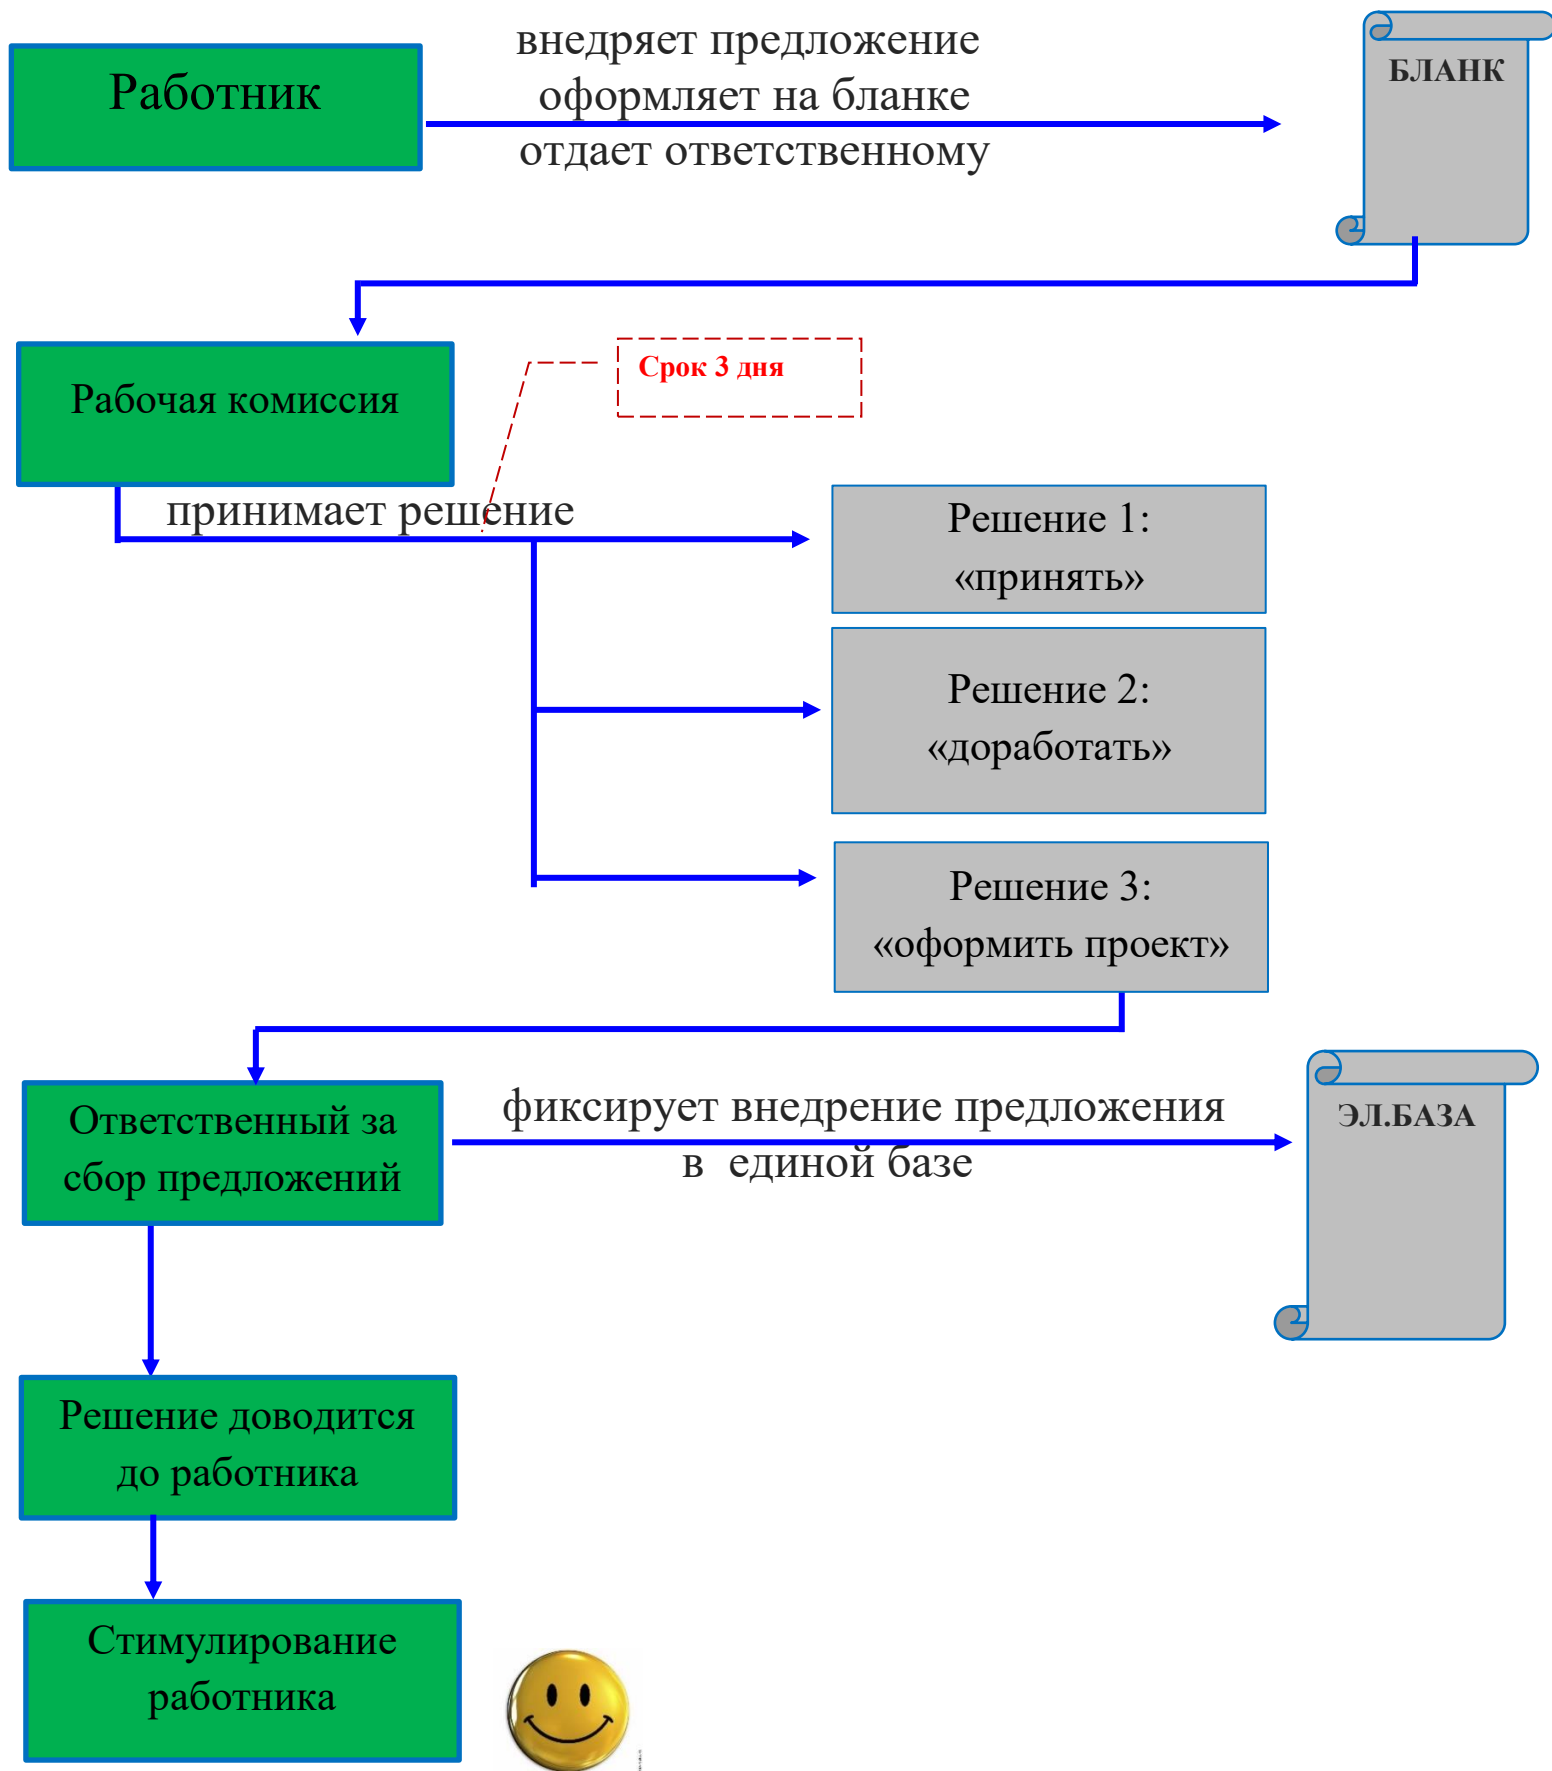 внедряет предложение
Работник
оформляет на бланке
отдает ответственному
БЛАНК
Рабочая комиссия
Срок 3 дня
принимает решение
Решение 1:
«принять»
Решение 2:
«доработать»
Решение 3:
«оформить проект»
Ответственный за
сбор предложений
фиксирует внедрение предложения
в единой базе
ЭЛ.БАЗА
Решение доводится
до работника
Стимулирование
работника